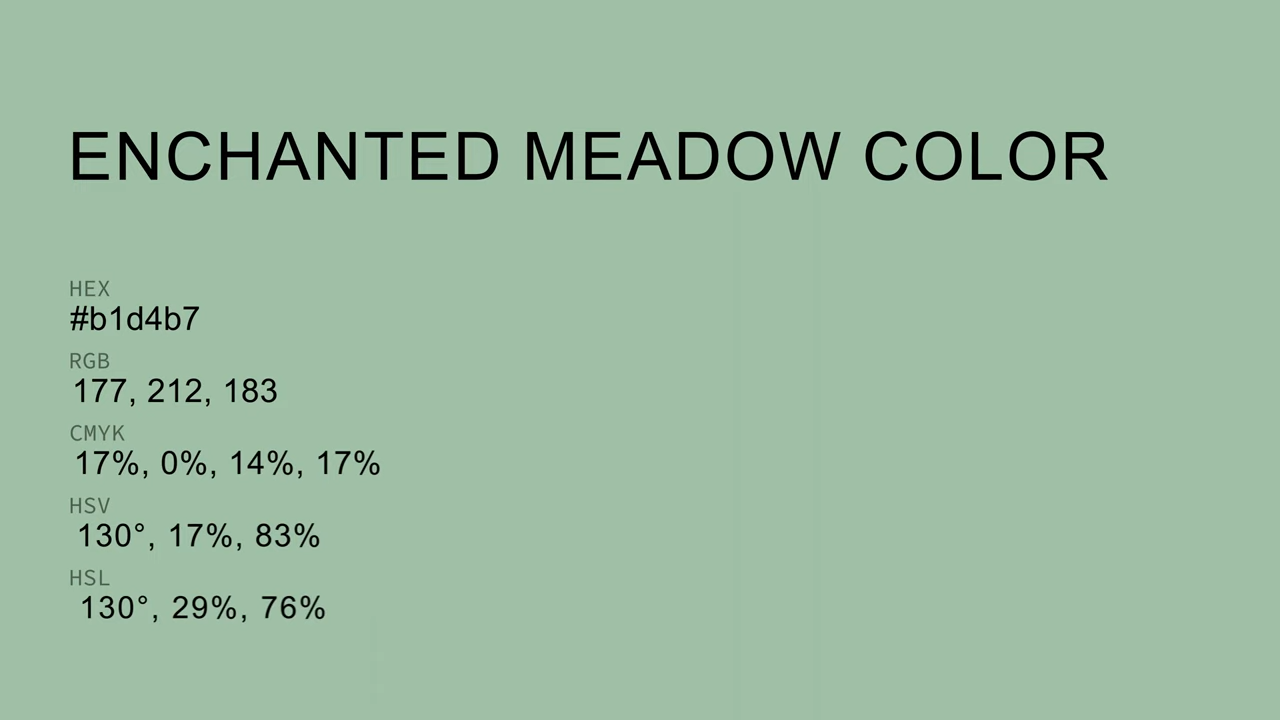 ENCHANTED MEADOW COLOR
HEX
#b1d4b7
RGB
177, 212, 183
CMYK
17%, 0%, 14%, 17%
HSV
130°, 17%, 83%
HSL
130°, 29%, 76%